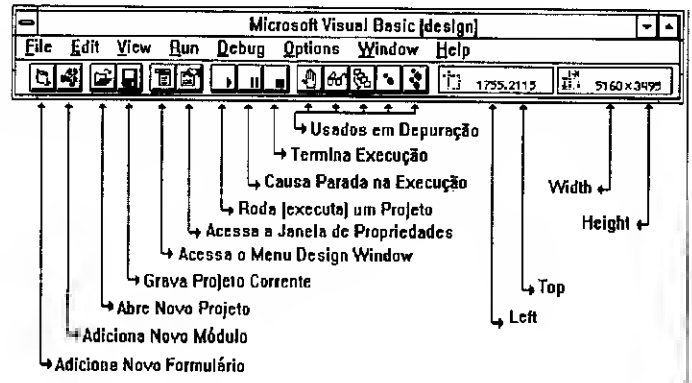 Microsoft Visual Basic [design]
File Edit View Run Debug Options Window Help
1755,2115 5160×3495
Usados em Depuração
Termina Execução
Causa Parada na Execução
Width
Roda [executa] um Projeto
Height
Acessa a Janela de Propriedades
Acessa o Menu Design Window
Grava Projeto Corrente
Top
Abre Novo Projeto
Left
Adiciona Novo Módulo
Adiciona Novo Formulário